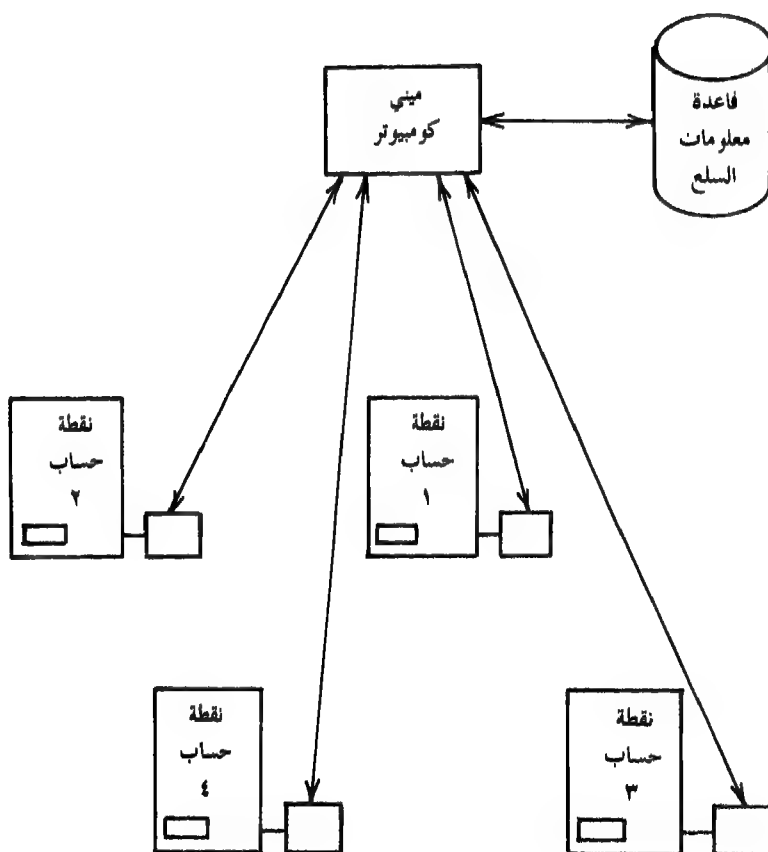 ميني
كومبيوتر
قاعدة
معلومات
السلع
نقطة
حساب
١
نقطة
حساب
٢
نقطة
حساب
٣
نقطة
حساب
٤